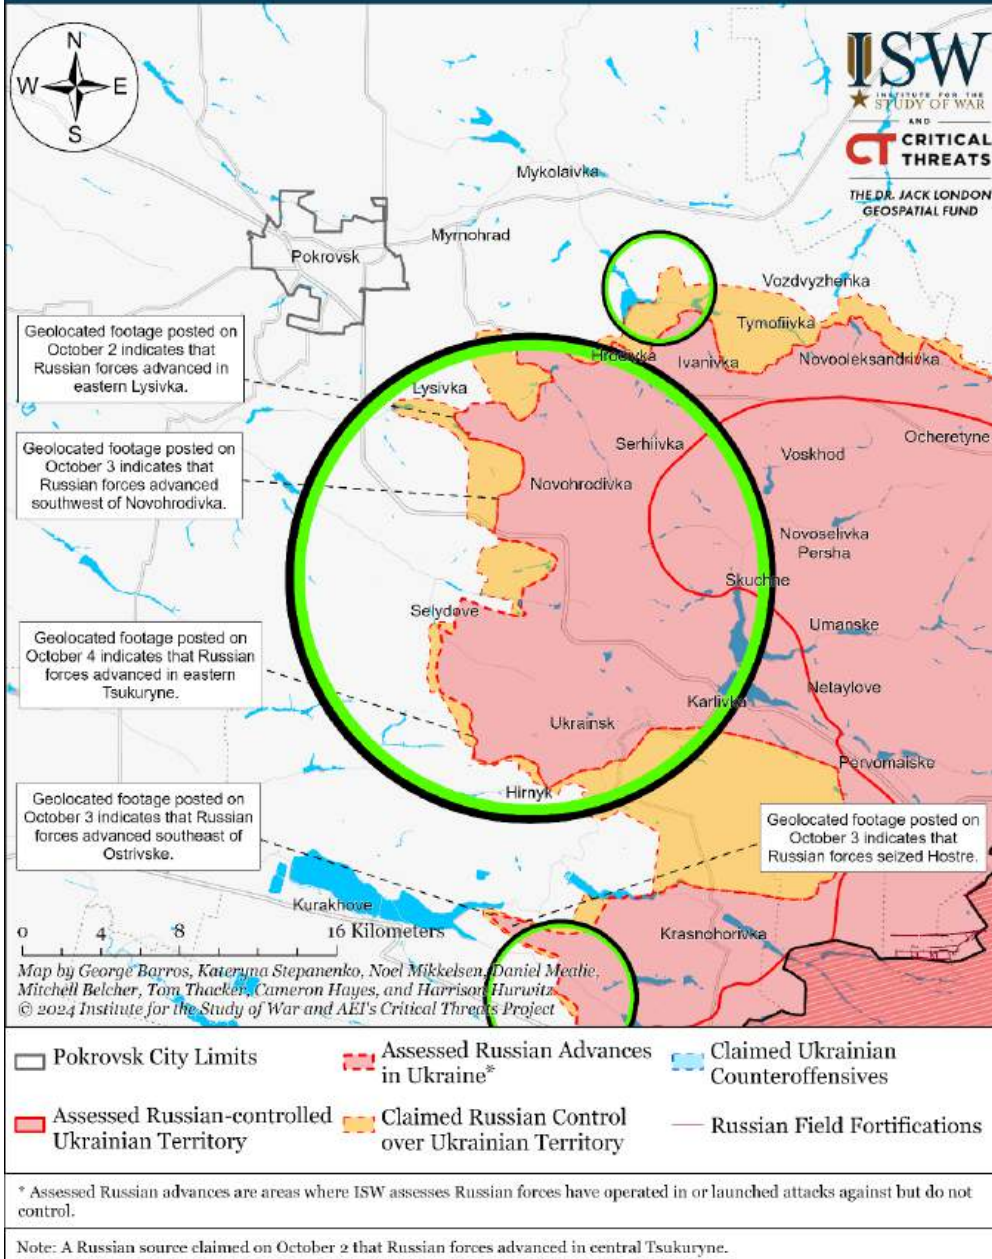 N
W
E
S
ISW
INSTITUTE FOR THE
STUDY OF WAR
AND
CT CRITICAL
THREATS
THE DR. JACK LONDON
GEOSPATIAL FUND
Mykolaivka
Myrnohrad
Pokrovsk
Vozdvyzhenka
Tymofiivka
Hrodivka
Ivanivka
Novooleksandrivka
Geolocated footage posted on
October 2 indicates that
Russian forces advanced in
eastern Lysivka.
Lysivka
Serhiivka
Ocheretyne
Voskhod
Geolocated footage posted on
October 3 indicates that
Russian forces advanced
southwest of Novohrodivka.
Novohrodivka
Novoselivka
Persha
Skuchne
Selydove
Umanske
Geolocated footage posted on
October 4 indicates that Russian
forces advanced in eastern
Tsukuryne.
Netaylove
Karlivka
Ukrainsk
Pervomaiske
Hirnyk
Geolocated footage posted on
October 3 indicates that Russian
forces advanced southeast of
Ostrivske.
Geolocated footage posted on
October 3 indicates that
Russian forces seized Hostre.
Kurakhove
Krasnohorivka
0 4 8 16 Kilometers
Map by George Barros, Kateryna Stepanenko, Noel Mikkelsen, Daniel Mealie,
Mitchell Belcher, Tom Thacker, Cameron Hayes, and Harrison Hurwitz
© 2024 Institute for the Study of War and AEI's Critical Threats Project
Pokrovsk City Limits
Assessed Russian Advances
in Ukraine*
Claimed Ukrainian
Counteroffensives
Assessed Russian-controlled
Ukrainian Territory
Claimed Russian Control
over Ukrainian Territory
Russian Field Fortifications
* Assessed Russian advances are areas where ISW assesses Russian forces have operated in or launched attacks against but do not
control.
Note: A Russian source claimed on October 2 that Russian forces advanced in central Tsukuryne.